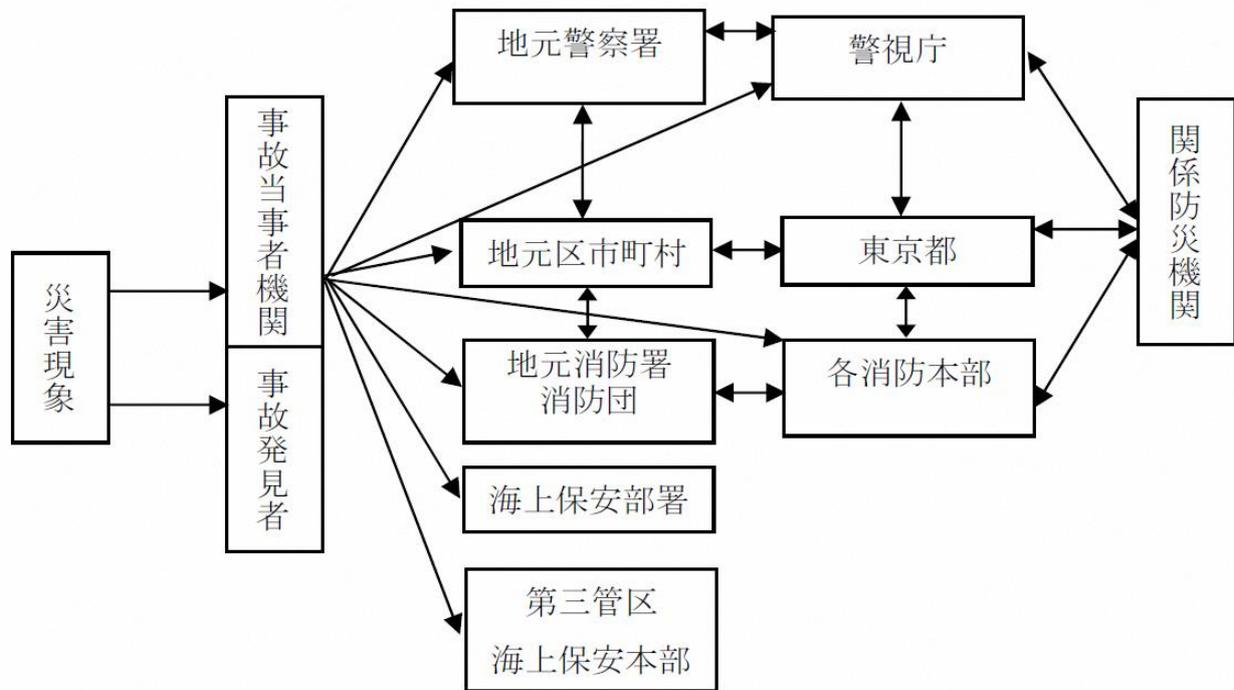 災害現象
事故当事者機関
事故発見者
地元警察署
警視庁
地元区市町村
東京都
地元消防署
消防団
各消防本部
海上保安部署
第三管区
海上保安本部
関係防災機関